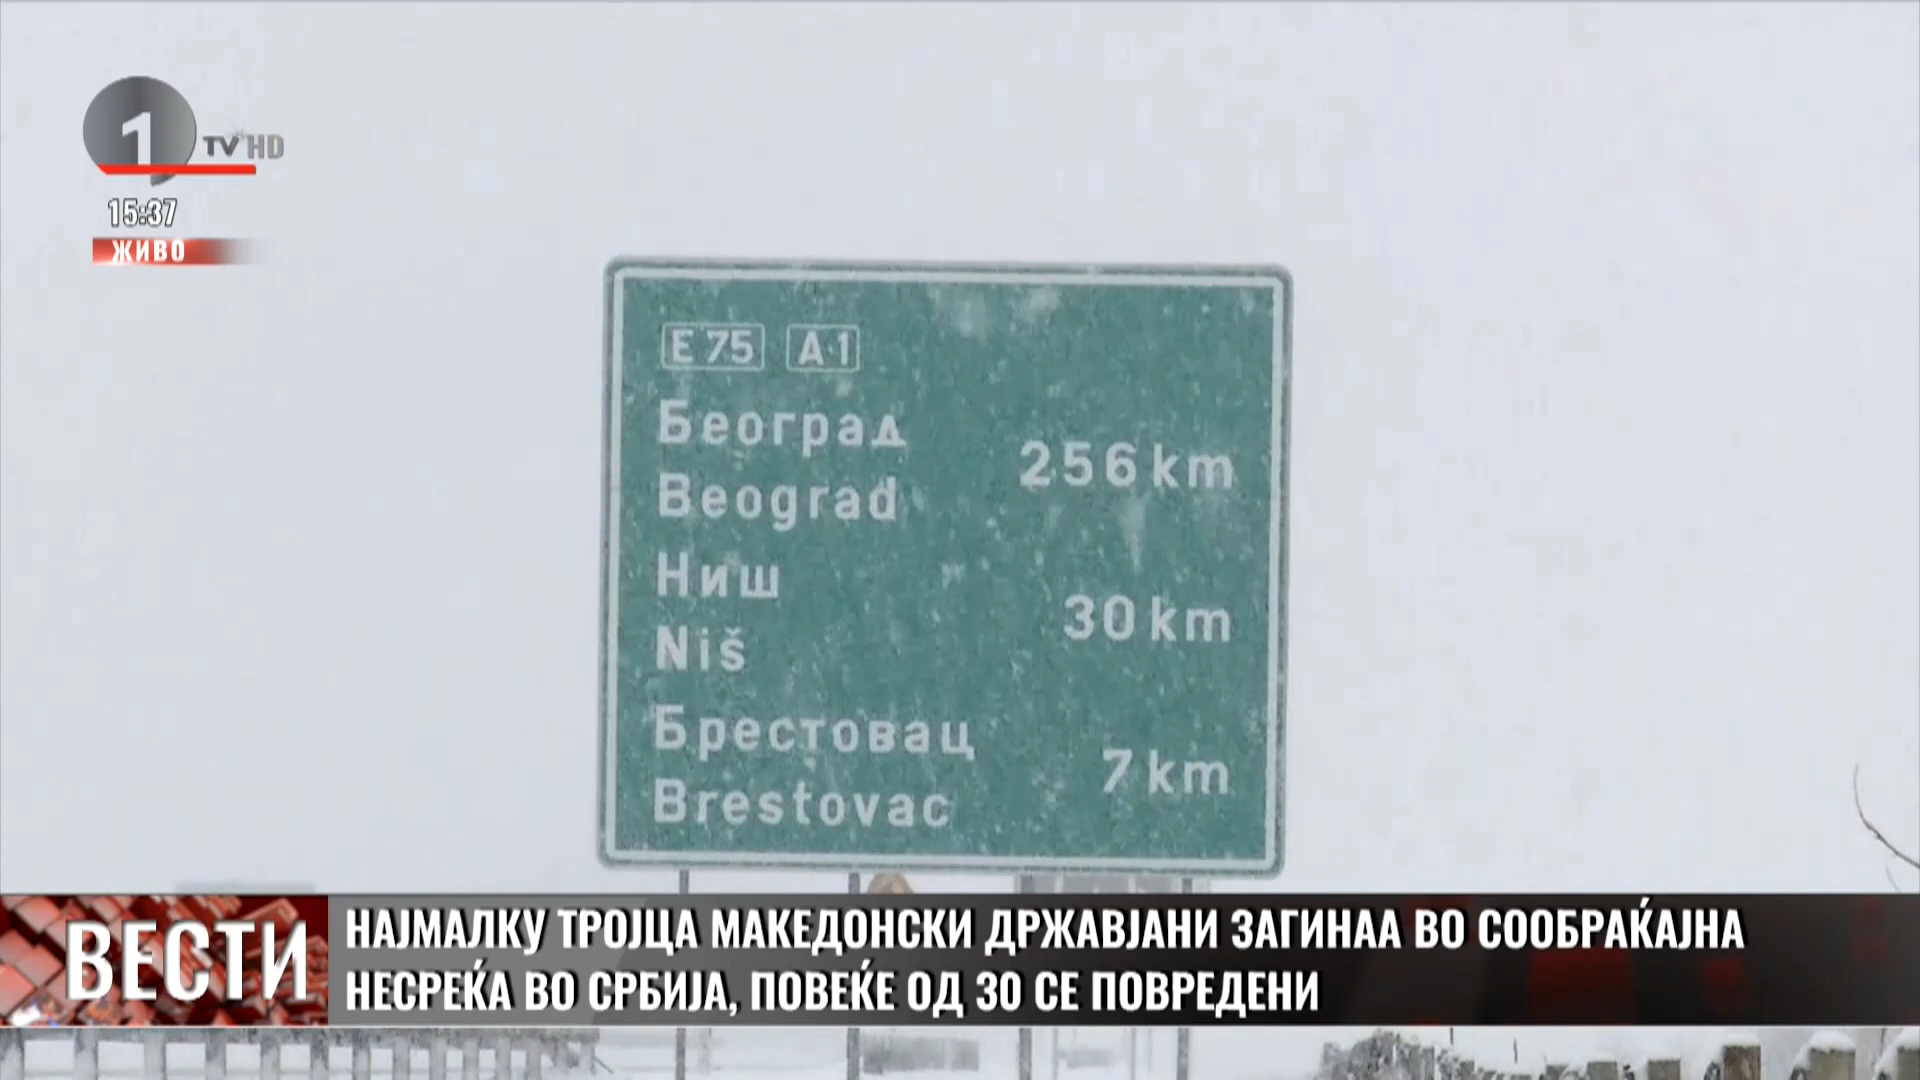 1 TV HD
15:37
ЖИВО
E 75 A 1
Београд
Beograd
256 km
Ниш
Niš
30 km
Брестовац
Brestovac
7 km
ВЕСТИ
НАЈМАЛКУ ТРОЈЦА МАКЕДОНСКИ ДРЖАВЈАНИ ЗАГИНАА ВО СООБРАЌАЈНА
НЕСРЕЌА ВО СРБИЈА, ПОВЕЌЕ ОД 30 СЕ ПОВРЕДЕНИ